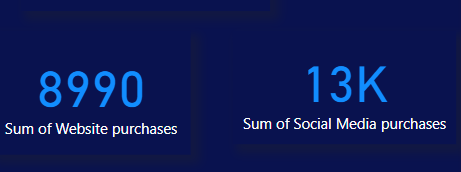 8990
Sum of Website purchases
13K
Sum of Social Media purchases